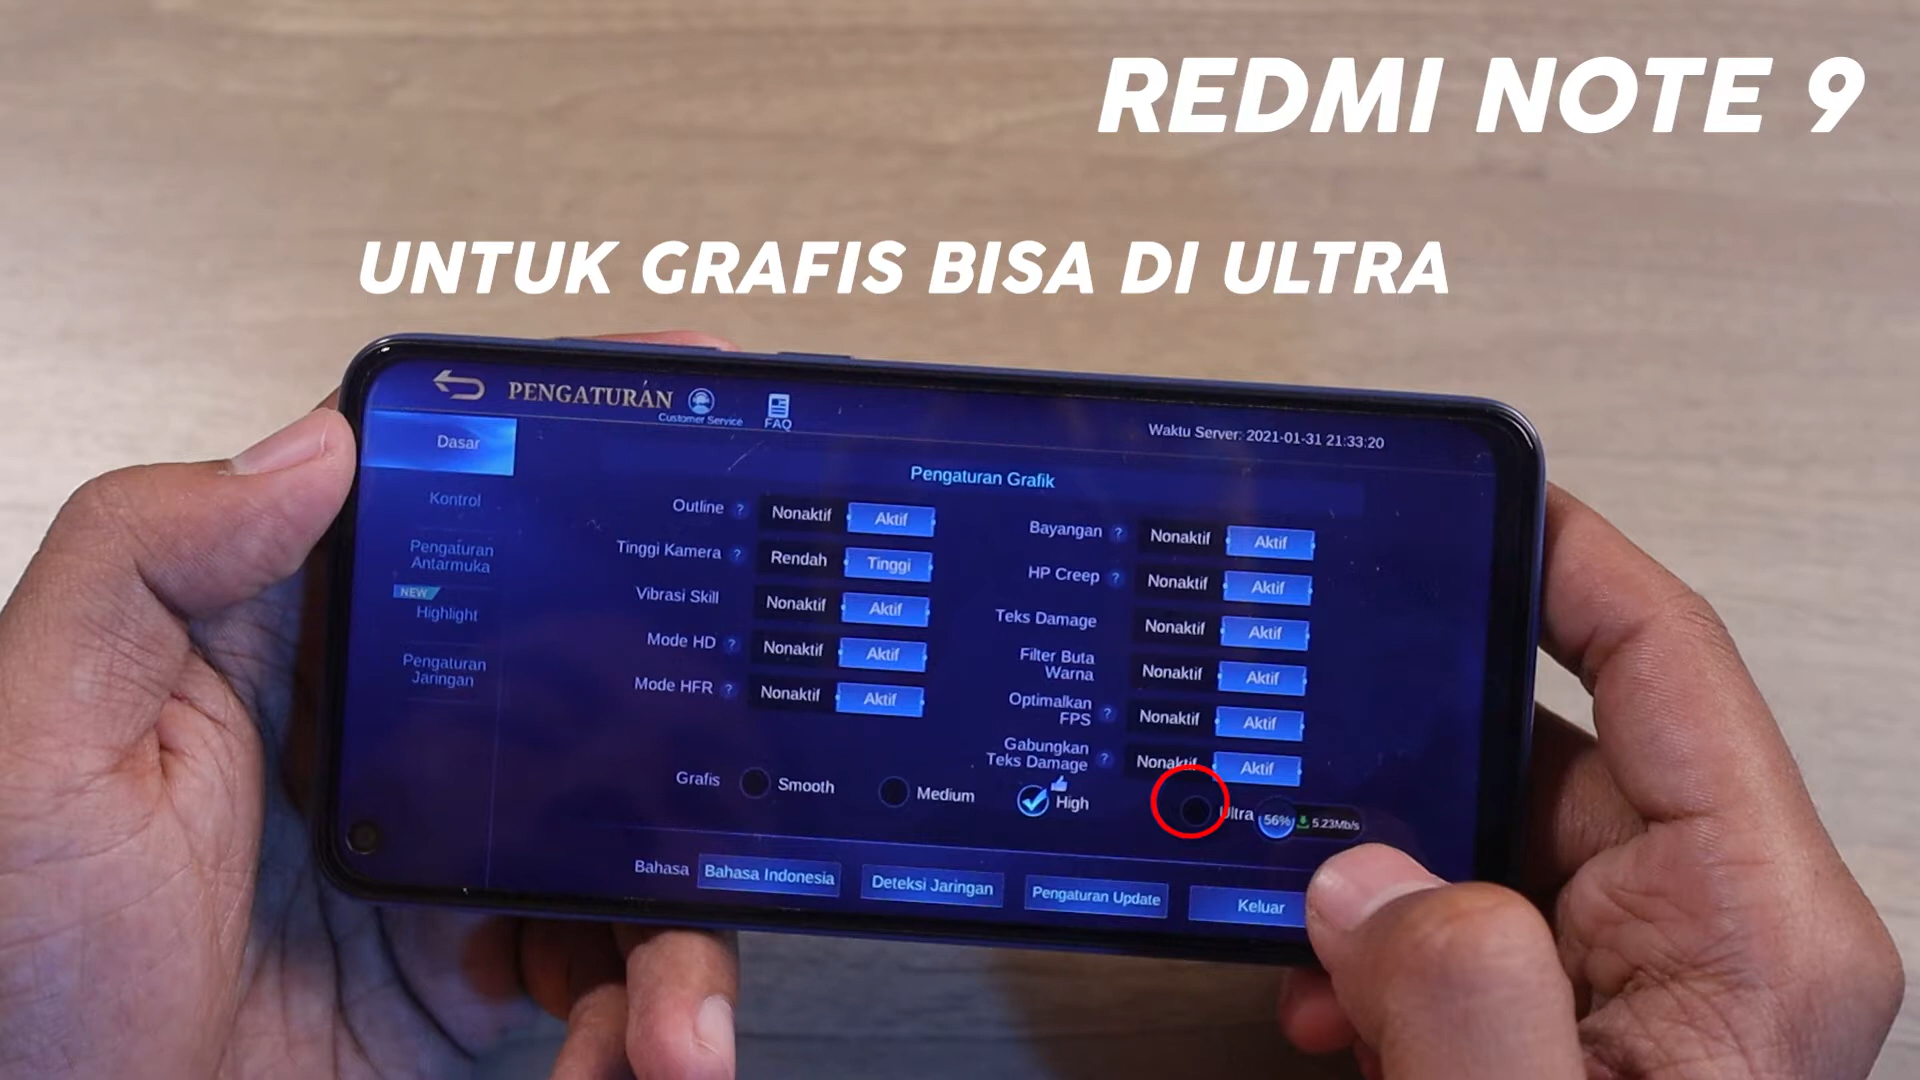 REDMI NOTE 9
UNTUK GRAFIS BISA DI ULTRA
PENGATURAN
Customer Service
FAQ
Waktu Server: 2021-01-31 21:33:20
Dasar
Kontrol
Pengaturan
Antarmuka
NEW
Highlight
Pengaturan
Jaringan
Pengaturan Grafik
Outline ? Nonaktif Aktif
Tinggi Kamera ? Rendah Tinggi
Vibrasi Skill Nonaktif Aktif
Mode HD ? Nonaktif Aktif
Mode HFR ? Nonaktif Aktif
Bayangan ? Nonaktif Aktif
HP Creep ? Nonaktif Aktif
Teks Damage Nonaktif Aktif
Filter Buta
Warna Nonaktif Aktif
Optimalkan
FPS ? Nonaktif Aktif
Gabungkan
Teks Damage ? Nonaktif Aktif
Grafis Smooth Medium High Ultra 56% 5.23Mb/s
Bahasa Bahasa Indonesia Deteksi Jaringan Pengaturan Update Keluar